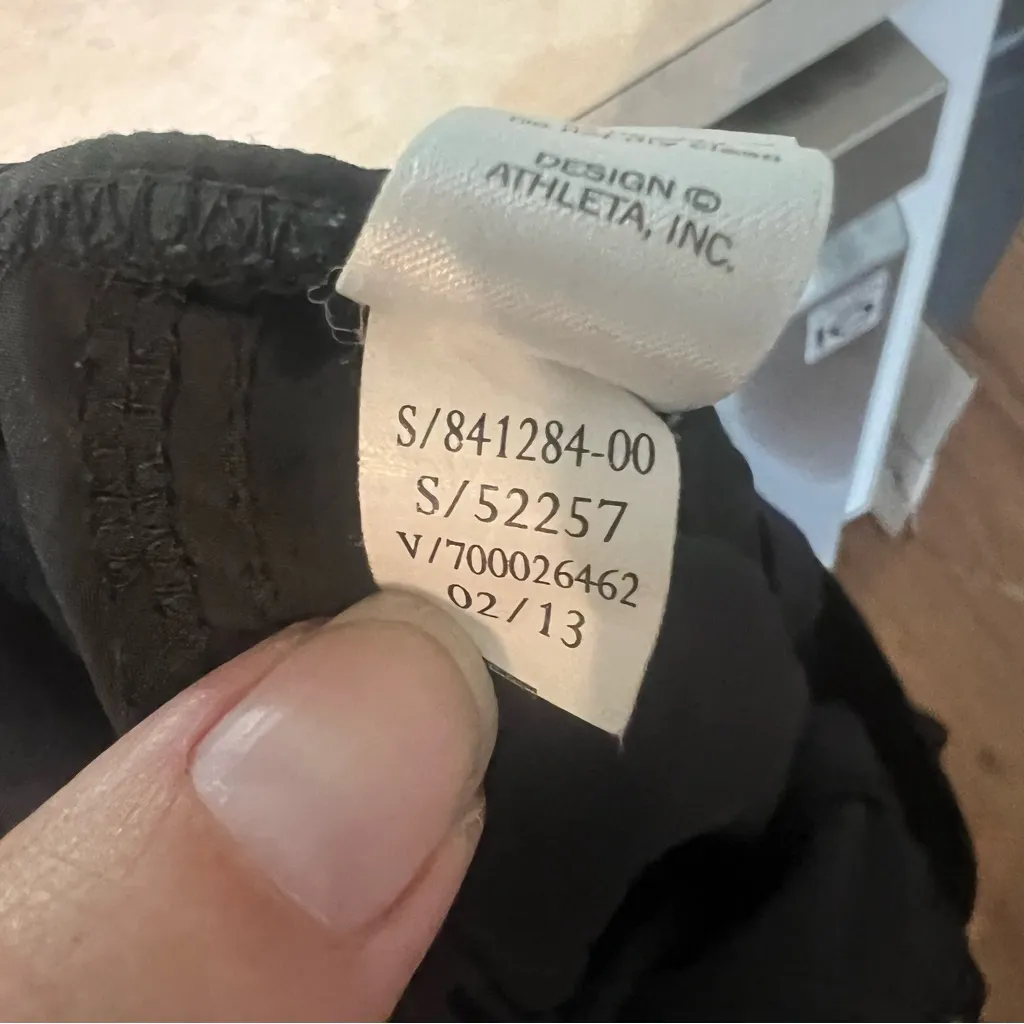 DESIGN ©
ATHLETA, INC.
S/841284-00
S/52257
V/700026462
02/13